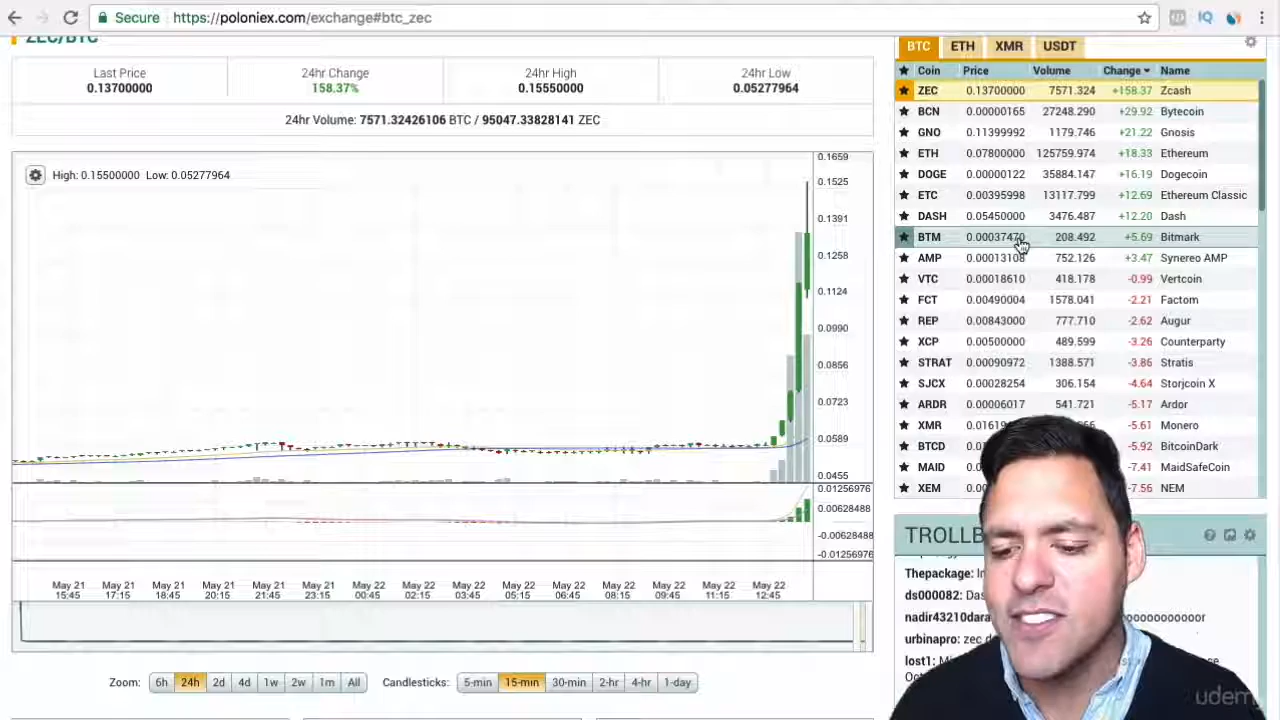 Secure https://poloniex.com/exchange#btc_zec
ZEC/BTC
Last Price 24hr Change 24hr High 24hr Low
0.13700000 158.37% 0.15550000 0.05277964
24hr Volume: 7571.32426106 BTC / 95047.33828141 ZEC
High: 0.15500000 Low: 0.05277964
0.1659
0.1525
0.1391
0.1258
0.1124
0.0990
0.0856
0.0723
0.0589
0.0455
0.01256976
0.00628488
-0.00628488
-0.01256976
May 21 May 21 May 21 May 21 May 21 May 21 May 22 May 22 May 22 May 22 May 22 May 22 May 22 May 22 May 22
15:45 17:15 18:45 20:15 21:45 23:15 00:45 02:15 03:45 05:15 06:45 08:15 09:45 11:15 12:45
Zoom: 6h 24h 2d 4d 1w 2w 1m All Candlesticks: 5-min 15-min 30-min 2-hr 4-hr 1-day
BTC ETH XMR USDT
Coin Price Volume Change Name
ZEC 0.13700000 7571.324 +158.37 Zcash
BCN 0.00000165 27248.290 +29.92 Bytecoin
GNO 0.11399992 1179.746 +21.22 Gnosis
ETH 0.07800000 125759.974 +18.33 Ethereum
DOGE 0.00000122 35884.147 +16.19 Dogecoin
ETC 0.00395998 13117.799 +12.69 Ethereum Classic
DASH 0.05450000 3476.487 +12.20 Dash
BTM 0.00037470 208.492 +5.69 Bitmark
AMP 0.00013108 752.126 +3.47 Synereo AMP
VTC 0.00018610 418.178 -0.99 Vertcoin
FCT 0.00490004 1578.041 -2.21 Factom
REP 0.00843000 777.710 -2.62 Augur
XCP 0.00500000 489.599 -3.26 Counterparty
STRAT 0.00090972 1388.571 -3.86 Stratis
SJCX 0.00028254 306.154 -4.64 Storjcoin X
ARDR 0.00006017 541.721 -5.17 Ardor
XMR -5.61 Monero
BTCD -5.92 BitcoinDark
MAID -7.41 MaidSafeCoin
XEM -7.56 NEM
TROLLB
Thepackage:
ds000082: Das
nadir43210dara
urbinapro: zec
lost1:
udemy